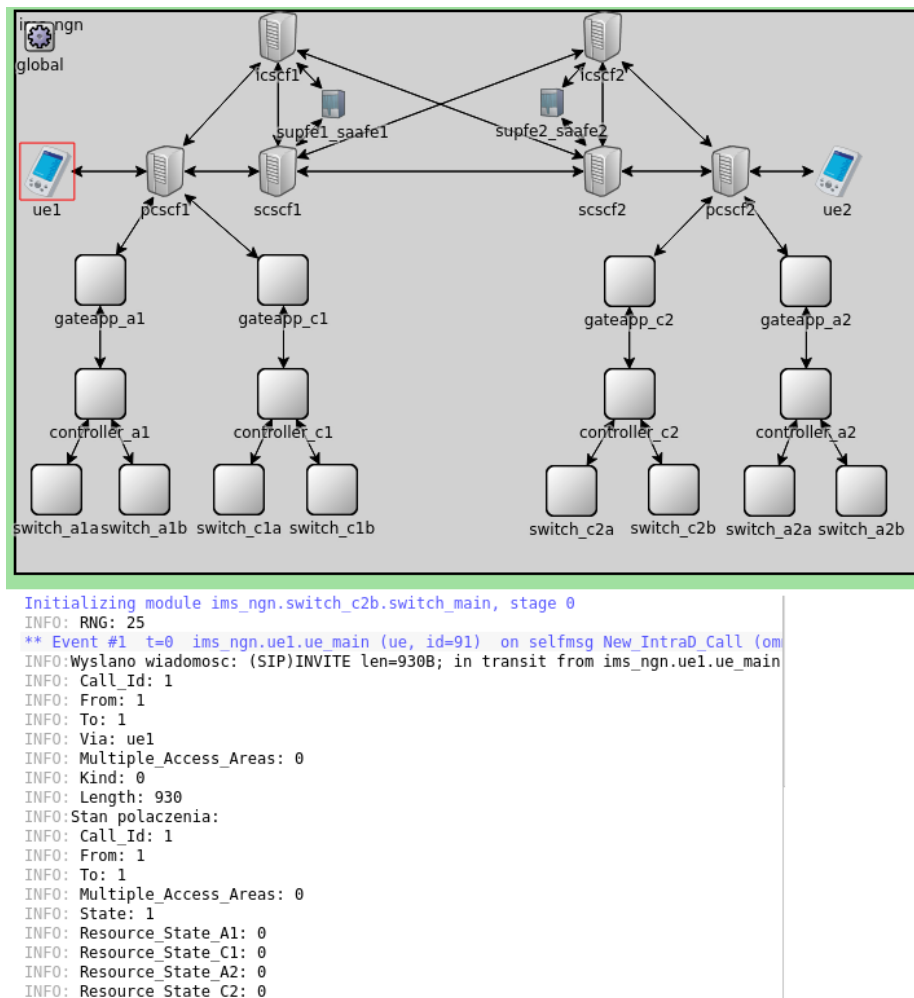 ims_ngn
global
icscf1
icscf2
supfe1_saafe1
supfe2_saafe2
ue1
pcscf1
scscf1
scscf2
pcscf2
ue2
gateapp_a1
gateapp_c1
gateapp_c2
gateapp_a2
controller_a1
controller_c1
controller_c2
controller_a2
switch_a1a
switch_a1b
switch_c1a
switch_c1b
switch_c2a
switch_c2b
switch_a2a
switch_a2b
Initializing module ims_ngn.switch_c2b.switch_main, stage 0
INFO: RNG: 25
** Event #1  t=0  ims_ngn.ue1.ue_main (ue, id=91)  on selfmsg New_IntraD_Call (om
INFO:Wyslano wiadomosc: (SIP)INVITE len=930B; in transit from ims_ngn.ue1.ue_main
INFO: Call_Id: 1
INFO: From: 1
INFO: To: 1
INFO: Via: ue1
INFO: Multiple_Access_Areas: 0
INFO: Kind: 0
INFO: Length: 930
INFO:Stan polaczenia:
INFO: Call_Id: 1
INFO: From: 1
INFO: To: 1
INFO: Multiple_Access_Areas: 0
INFO: State: 1
INFO: Resource_State_A1: 0
INFO: Resource_State_C1: 0
INFO: Resource_State_A2: 0
INFO: Resource_State_C2: 0